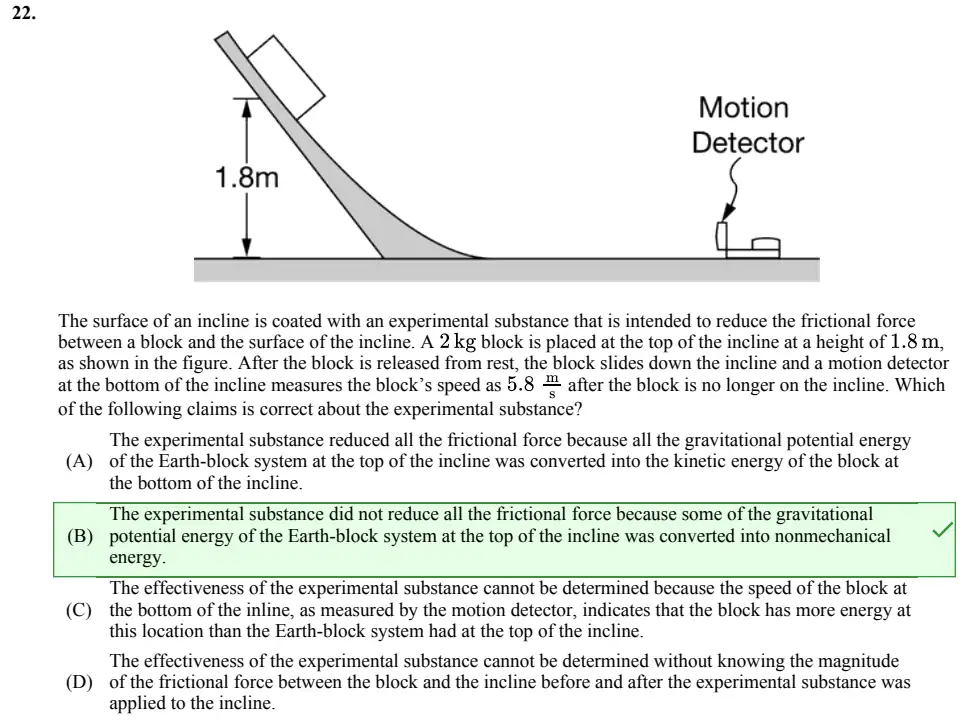 22.
Motion
Detector
1.8m
The surface of an incline is coated with an experimental substance that is intended to reduce the frictional force
between a block and the surface of the incline. A 2 kg block is placed at the top of the incline at a height of 1.8 m,
as shown in the figure. After the block is released from rest, the block slides down the incline and a motion detector
at the bottom of the incline measures the block's speed as 5.8 m/s after the block is no longer on the incline. Which
of the following claims is correct about the experimental substance?
The experimental substance reduced all the frictional force because all the gravitational potential energy
(A) of the Earth-block system at the top of the incline was converted into the kinetic energy of the block at
the bottom of the incline.
The experimental substance did not reduce all the frictional force because some of the gravitational
(B) potential energy of the Earth-block system at the top of the incline was converted into nonmechanical
energy.
The effectiveness of the experimental substance cannot be determined because the speed of the block at
(C) the bottom of the inline, as measured by the motion detector, indicates that the block has more energy at
this location than the Earth-block system had at the top of the incline.
The effectiveness of the experimental substance cannot be determined without knowing the magnitude
(D) of the frictional force between the block and the incline before and after the experimental substance was
applied to the incline.